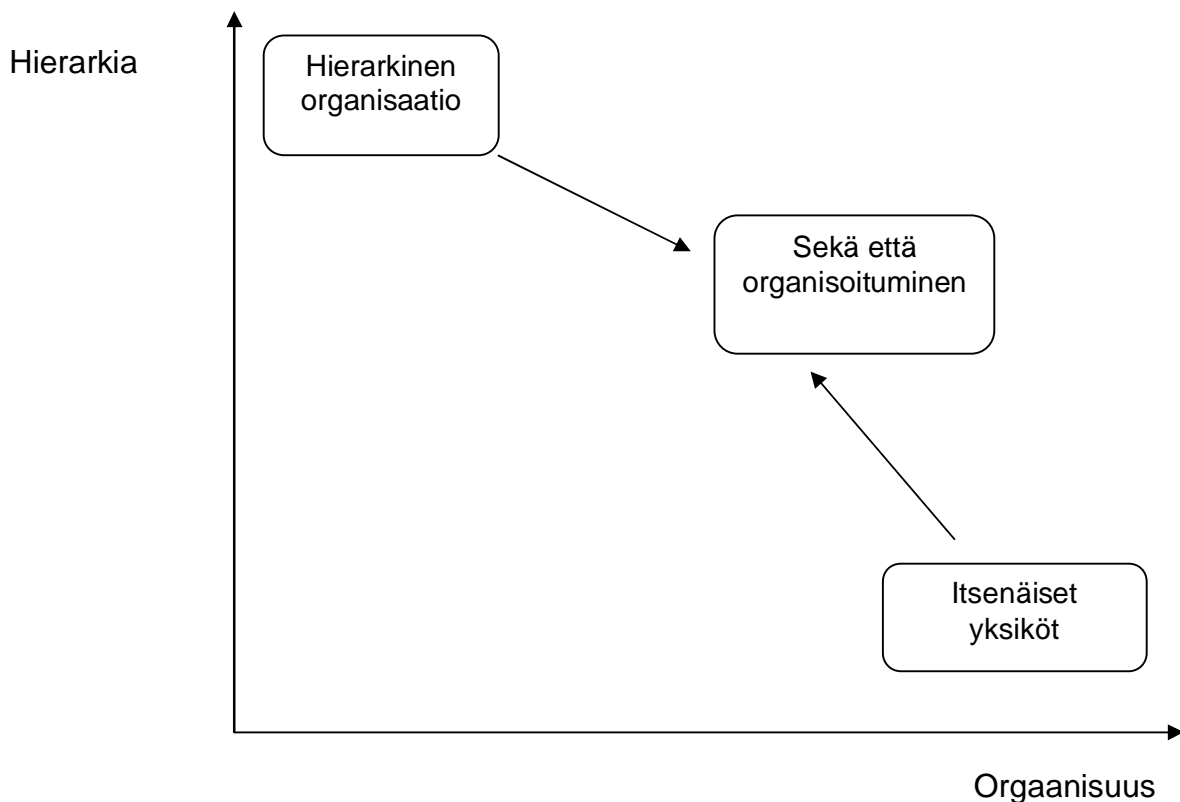 Hierarkia
Hierarkinen
organisaatio
Sekä että
organisoituminen
Itsenäiset
yksiköt
Orgaanisuus